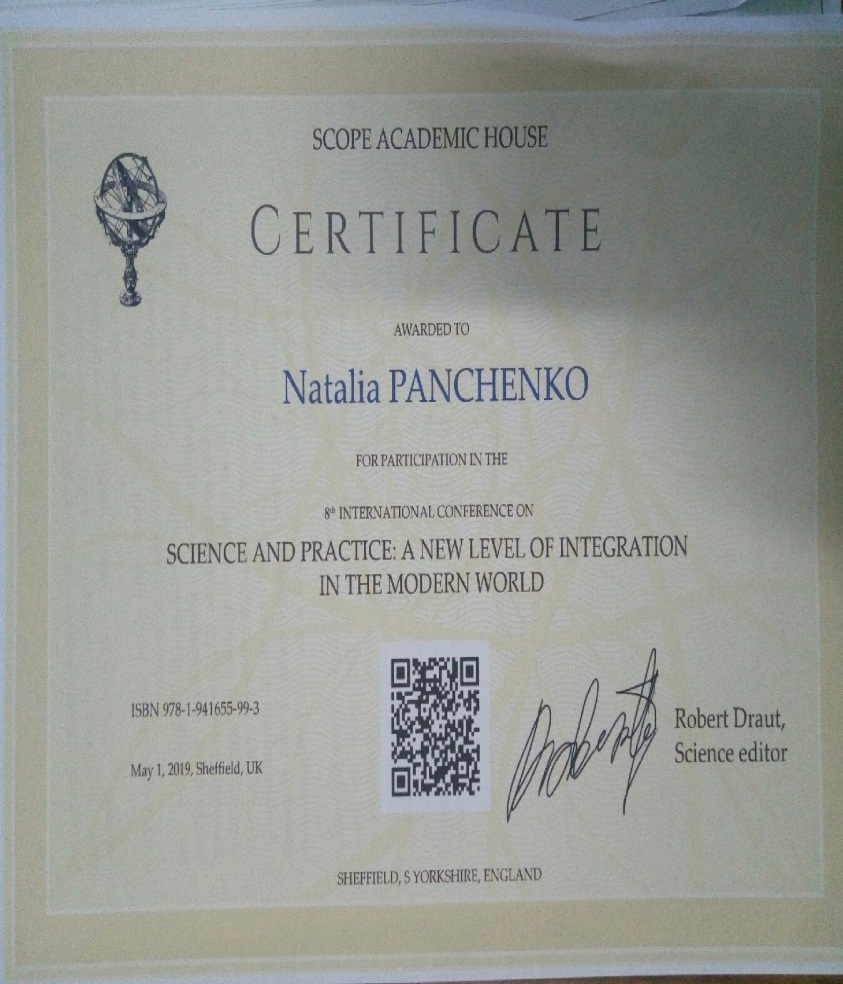 SCOPE ACADEMIC HOUSE
CERTIFICATE
AWARDED TO
Natalia PANCHENKO
FOR PARTICIPATION IN THE
8th INTERNATIONAL CONFERENCE ON
SCIENCE AND PRACTICE: A NEW LEVEL OF INTEGRATION
IN THE MODERN WORLD
ISBN 978-1-941655-99-3
May 1, 2019, Sheffield, UK
Robert Draut,
Science editor
SHEFFIELD, S YORKSHIRE, ENGLAND